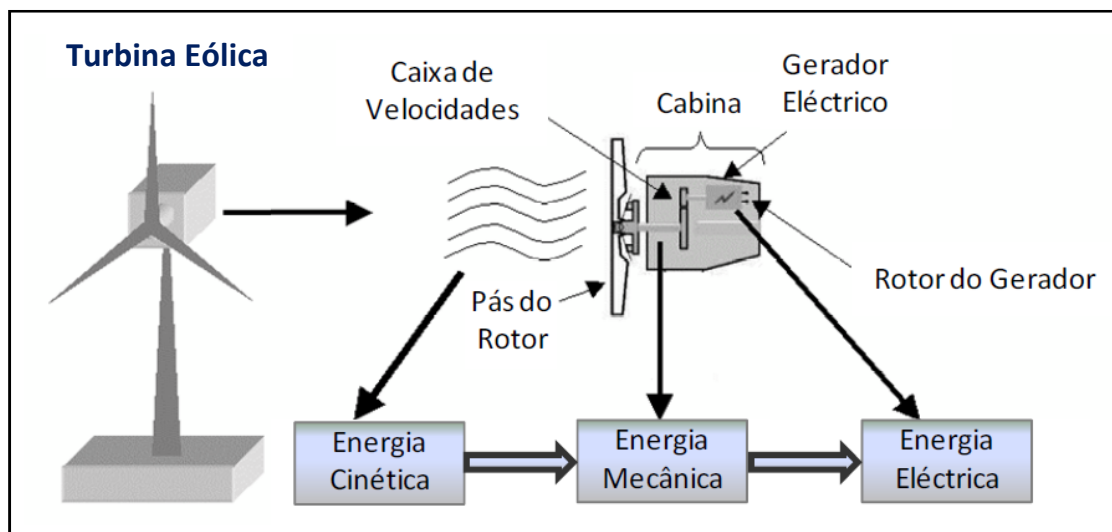 Turbina Eólica
Caixa de
Velocidades
Cabina
Gerador
Eléctrico
Pás do
Rotor
Rotor do Gerador
Energia
Cinética
Energia
Mecânica
Energia
Eléctrica